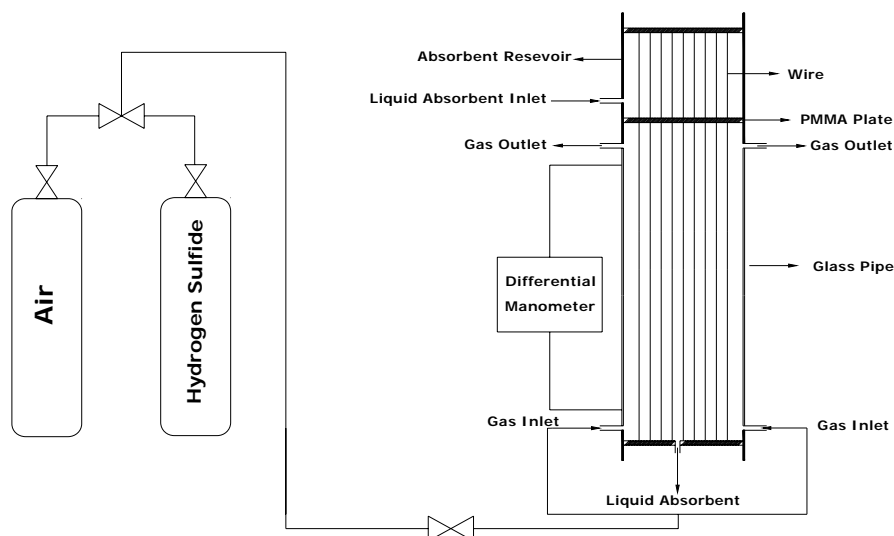 Absorbent Resevoir
Wire
Liquid Absorbent Inlet
PMMA Plate
Gas Outlet
Gas Outlet
Glass Pipe
Differential
Manometer
Air
Hydrogen Sulfide
Gas Inlet
Gas Inlet
Liquid Absorbent